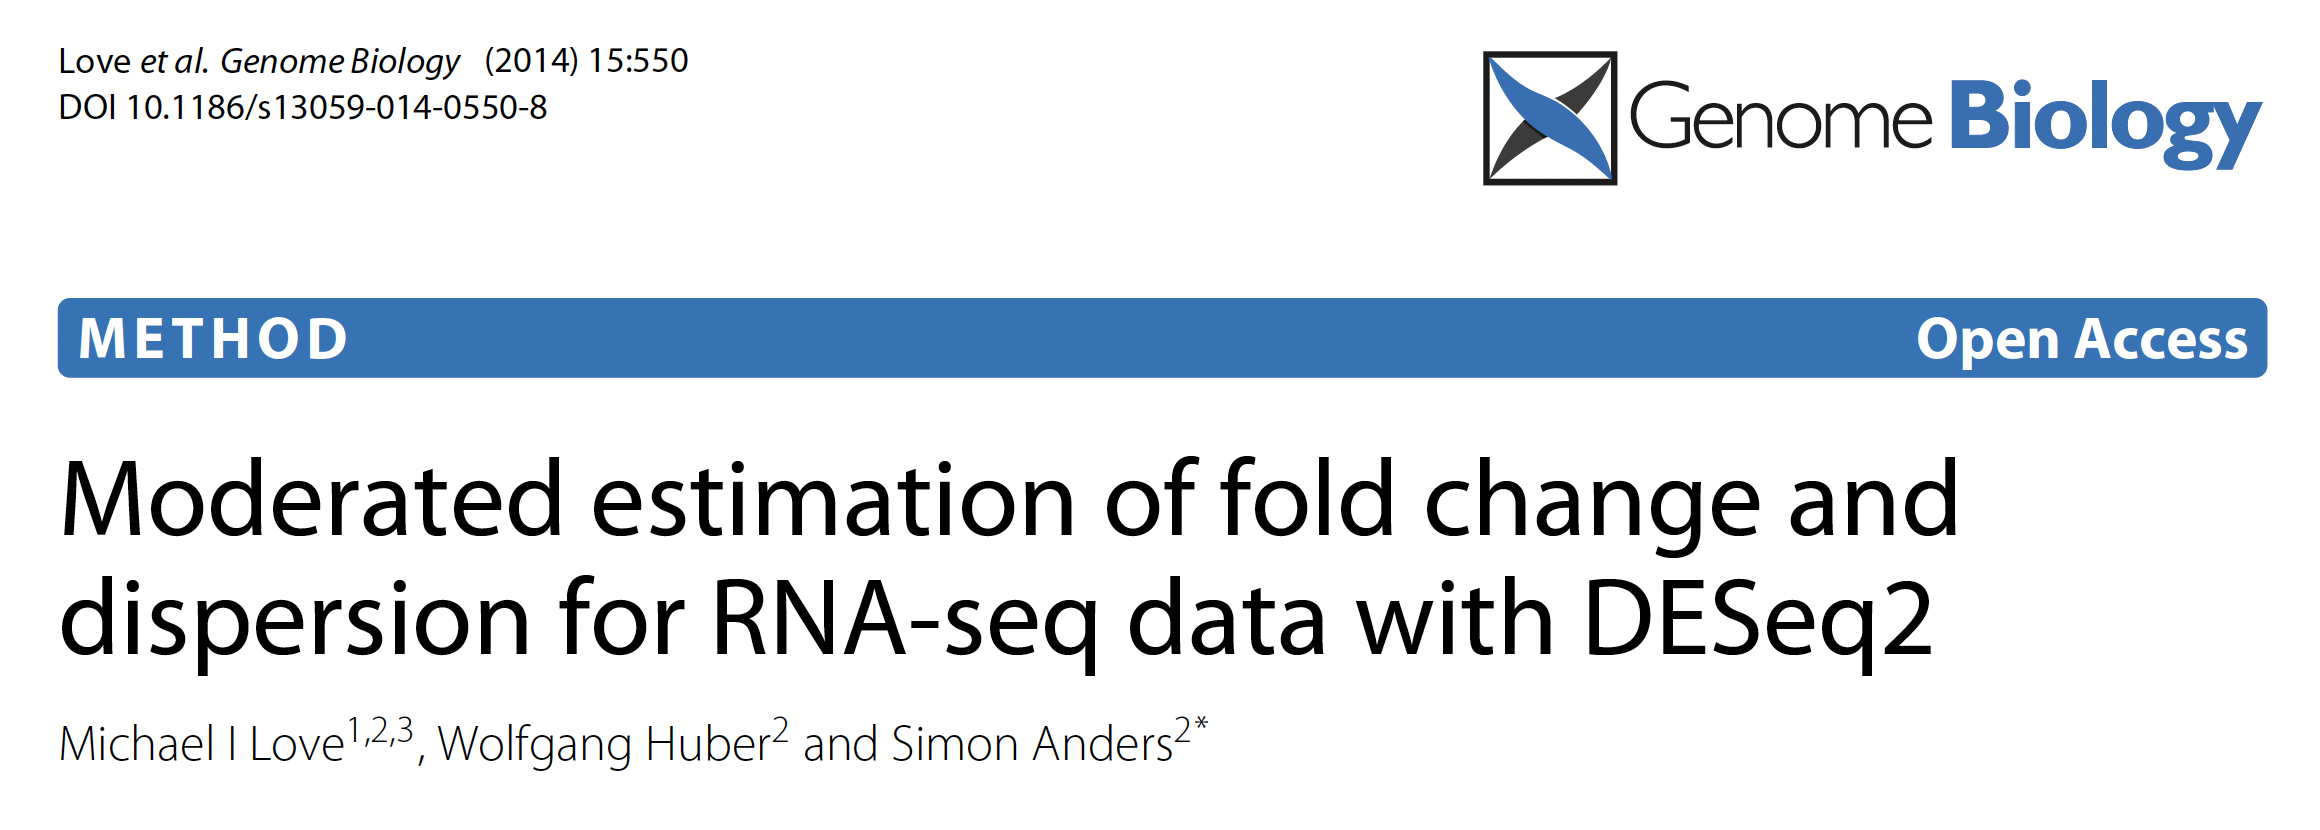 Love et al. Genome Biology (2014) 15:550
DOI 10.1186/s13059-014-0550-8
Genome Biology
METHOD Open Access
Moderated estimation of fold change and
dispersion for RNA-seq data with DESeq2
Michael I Love1,2,3, Wolfgang Huber2 and Simon Anders2*